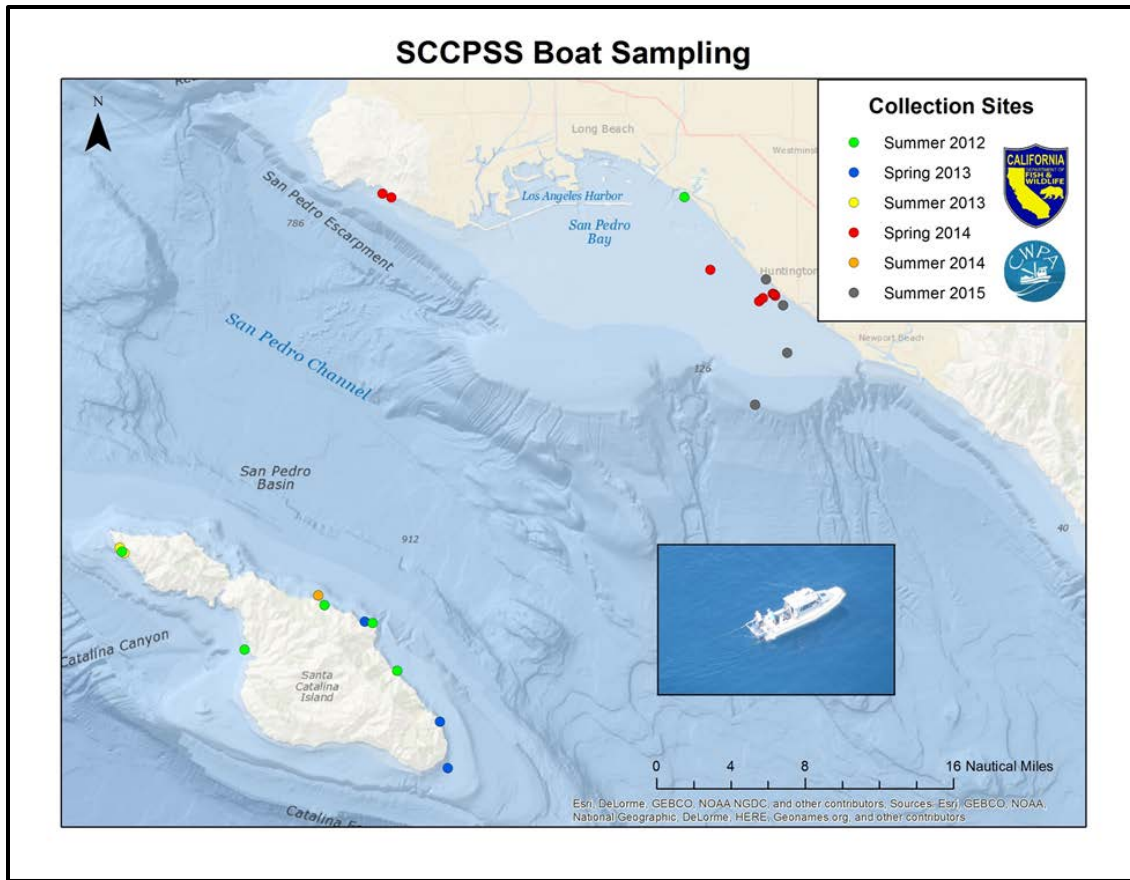 SCCPSS Boat Sampling
N
Long Beach
Los Angeles Harbor
San Pedro
Bay
San Pedro Escarpment
786
San Pedro Channel
Huntington
Newport Beach
126
San Pedro
Basin
912
40
Catalina Canyon
Santa
Catalina
Island
Collection Sites
Summer 2012
Spring 2013
Summer 2013
Spring 2014
Summer 2014
Summer 2015
CALIFORNIA
DEPARTMENT OF
FISH &
WILDLIFE
CWPA
0 4 8 16 Nautical Miles
Esri, DeLorme, GEBCO, NOAA NGDC, and other contributors, Sources: Esri, GEBCO, NOAA,
National Geographic, DeLorme, HERE, Geonames.org, and other contributors